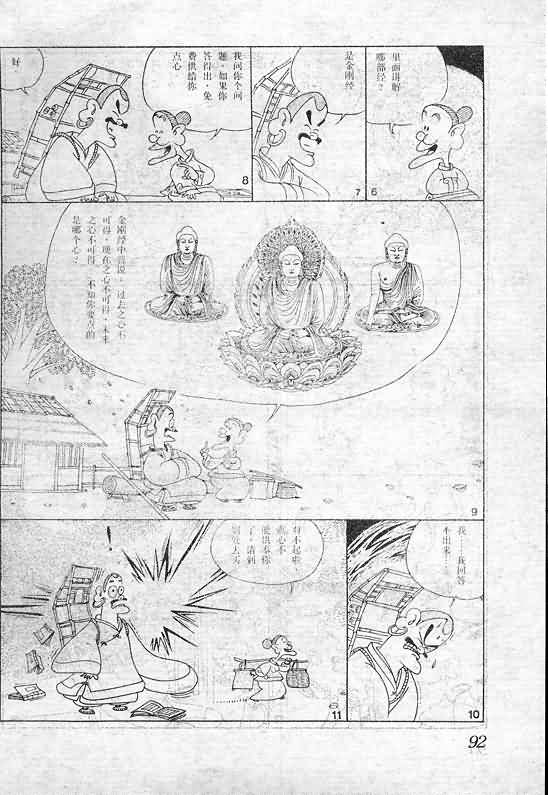 里面讲解
哪部经？
6
是金刚经
7
我问你个问
题，如果你
答得出，免
费供给你
点心
好
8
金刚经中曾说，过去之心不
可得，现在之心不可得，未来
之心不可得，不知你要点的
是哪个心？
9
我……我回答
不出来……
10
对不起啦，
点心不
能供奉你
了，请到
别处去买
11
92